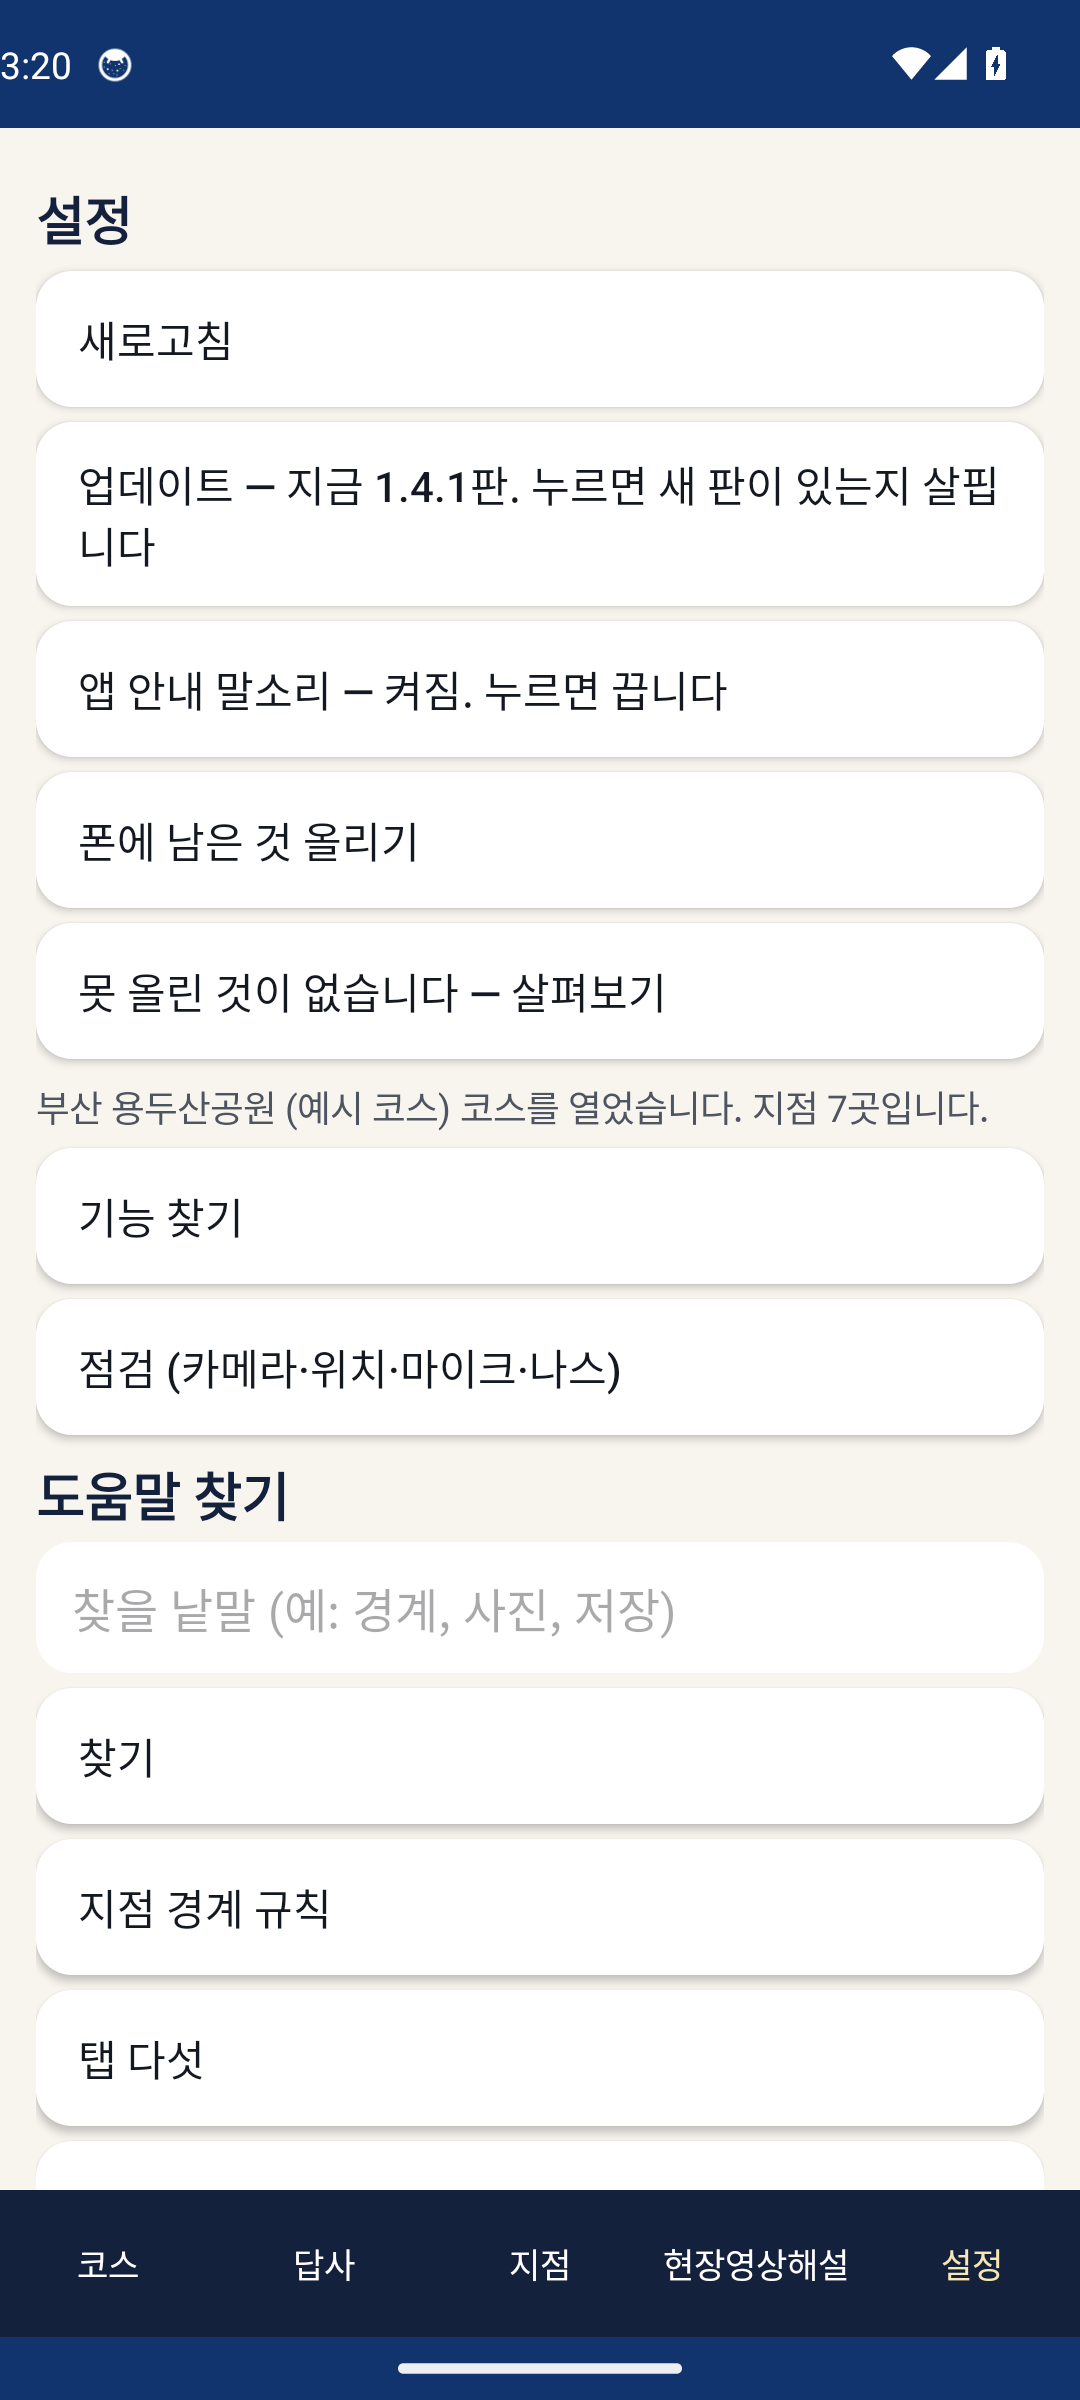 3:20
설정
새로고침
업데이트 – 지금 1.4.1판. 누르면 새 판이 있는지 살핍
니다
앱 안내 말소리 – 켜짐. 누르면 끕니다
폰에 남은 것 올리기
못 올린 것이 없습니다 – 살펴보기
부산 용두산공원 (예시 코스) 코스를 열었습니다. 지점 7곳입니다.
기능 찾기
점검 (카메라·위치·마이크·나스)
도움말 찾기
찾을 낱말 (예: 경계, 사진, 저장)
찾기
지점 경계 규칙
탭 다섯
코스 답사 지점 현장영상해설 설정